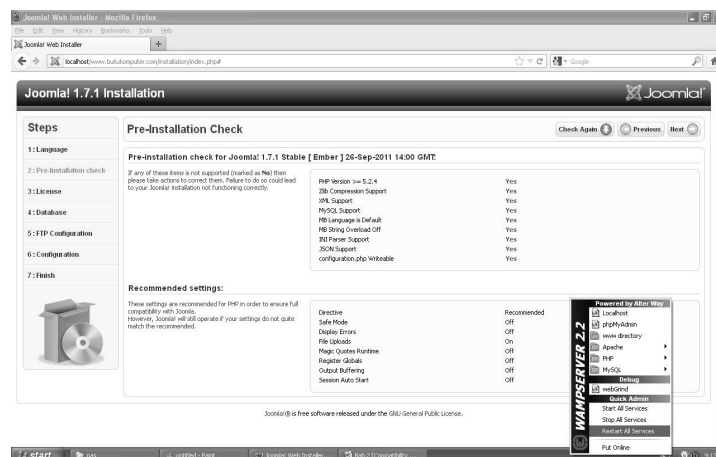 Joomla! Web Installer - Mozilla Firefox
File Edit View History Bookmarks Tools Help
Joomla! Web Installer
localhost/www.bukukomputer.com/installation/index.php#
Google
Joomla! 1.7.1 Installation
Joomla!
Steps
Pre-Installation Check
Check Again
Previous
Next
1 : Language
2 : Pre-Installation check
3 : License
4 : Database
5 : FTP Configuration
6 : Configuration
7 : Finish
Pre-installation check for Joomla! 1.7.1 Stable [ Ember ] 26-Sep-2011 14:00 GMT:
If any of these items is not supported (marked as No) then
please take actions to correct them. Failure to do so could lead
to your Joomla! installation not functioning correctly.
PHP Version >= 5.2.4 Yes
Zlib Compression Support Yes
XML Support Yes
MySQL Support Yes
MB Language is Default Yes
MB String Overload Off Yes
INI Parser Support Yes
JSON Support Yes
configuration.php Writeable Yes
Recommended settings:
These settings are recommended for PHP in order to ensure full
compatibility with Joomla.
However, Joomla! will still operate if your settings do not quite
match the recommended.
Directive Recommended
Safe Mode Off
Display Errors Off
File Uploads On
Magic Quotes Runtime Off
Register Globals Off
Output Buffering Off
Session Auto Start Off
Joomla!® is free software released under the GNU General Public License.
WAMPSERVER 2.2
Powered by Alter Way
Localhost
phpMyAdmin
www directory
Apache
PHP
MySQL
Debug
webGrind
Quick Admin
Start All Services
Stop All Services
Restart All Services
Put Online
start
untitled - Paint
Joomla! Web Installer
Bab 2 [Compatibility